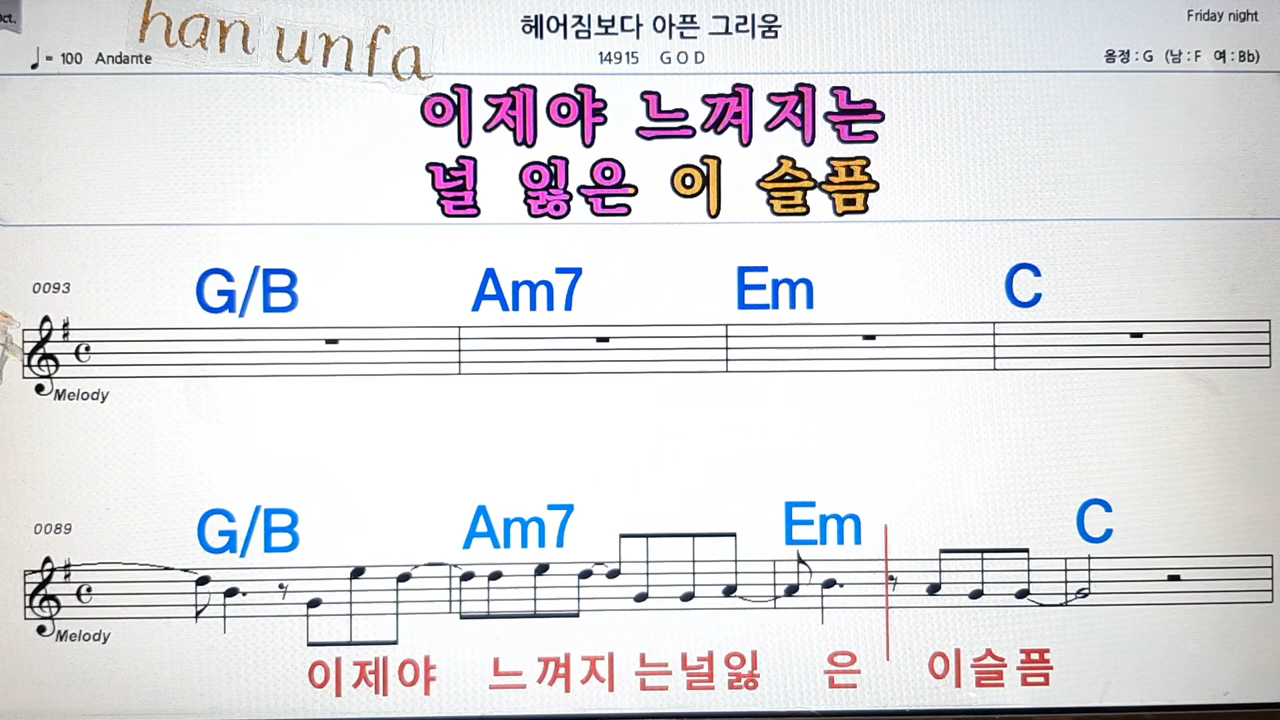 oct.
han unfa
헤어짐보다 아픈 그리움
Friday night
♩= 100 Andante
14915 G O D
음정 : G (남 : F 여 : Bb)
이제야 느껴지는
널 잃은 이 슬픔
0093
G/B Am7 Em C
Melody
0089
G/B Am7 Em C
Melody
이제야 느껴지 는널잃 은 이슬픔